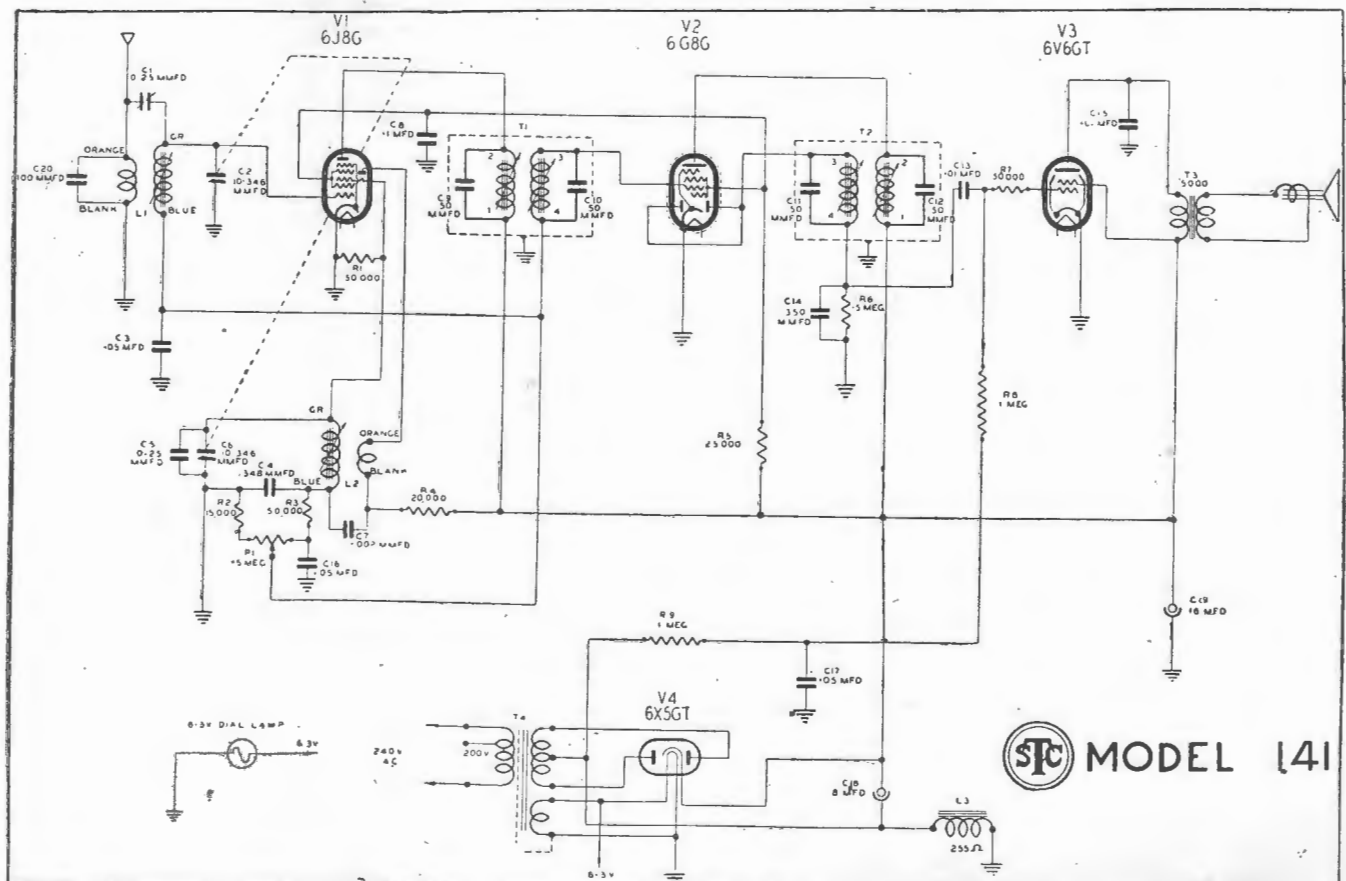 V1
6J8G
V2
6G8G
V3
6V6GT
C1
0-25 MMFD
C8
·1 MFD
T1
T2
C15
T3
5000
GR
ORANGE
C20
100 MMFD
BLANK
L1
BLUE
C2
10-346
MMFD
2
3
C9
50
MMFD
C10
50
MMFD
1
4
3
2
C11
50
MMFD
C12
50
MMFD
4
1
C13
·01 MFD
R7
50000
R1
50.000
C3
·05 MFD
C14
350
MMFD
R6
·5 MEG
R8
1 MEG
GR
ORANGE
C5
0-25
MMFD
C6
10-346
MMFD
C4
348 MMFD
BLUE
L2
BLANK
R2
15,000
R3
50,000
R4
20,000
R5
25,000
P1
·5 MEG
C16
·05 MFD
C7
·002 MMFD
R9
1 MEG
C17
·05 MFD
C19
16 MFD
V4
6X5GT
6·3V DIAL LAMP
6·3V
240V
AC
200V
T4
C18
8 MFD
L3
255Ω
6·3V
STC
MODEL 141